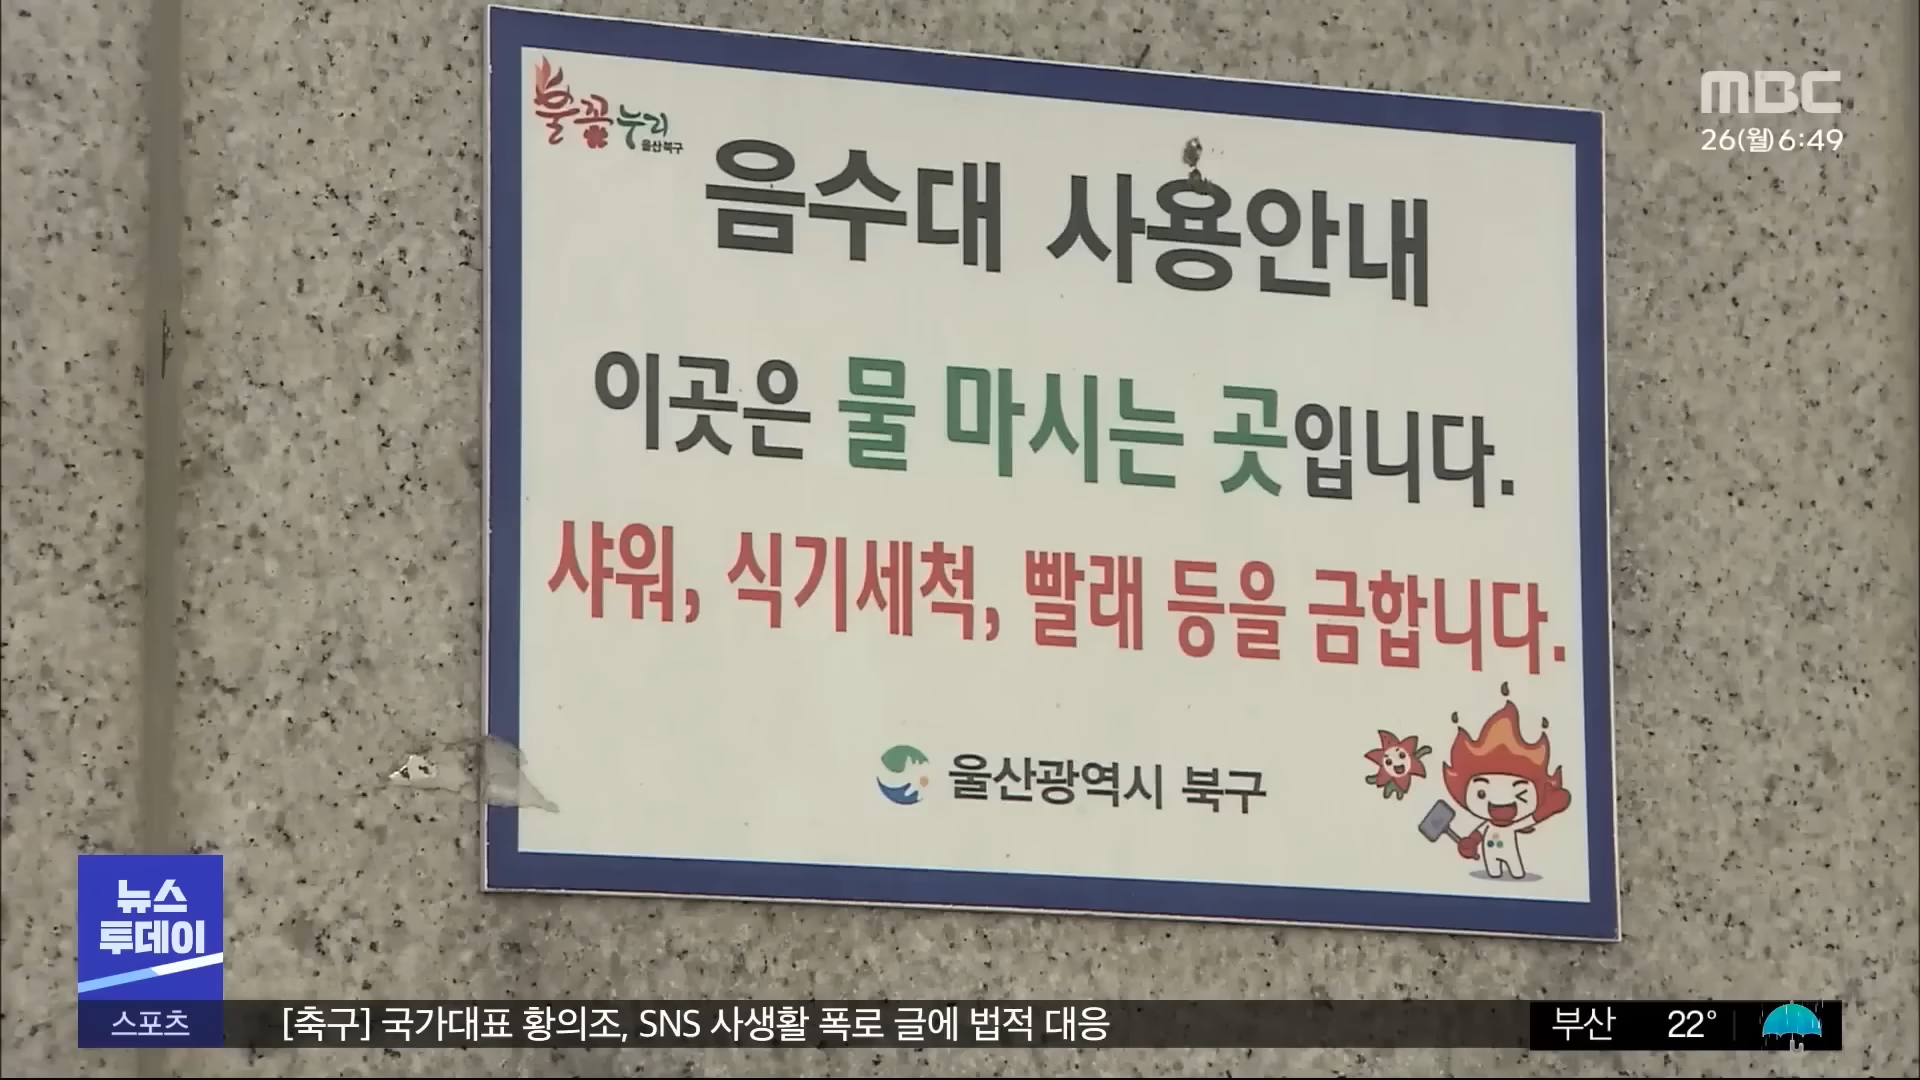 불꽃누리
울산북구
음수대 사용안내
이곳은 물 마시는 곳입니다.
샤워, 식기세척, 빨래 등을 금합니다.
울산광역시 북구
MBC
26(월)6:49
뉴스
투데이
스포츠
[축구] 국가대표 황의조, SNS 사생활 폭로 글에 법적 대응
부산 22°